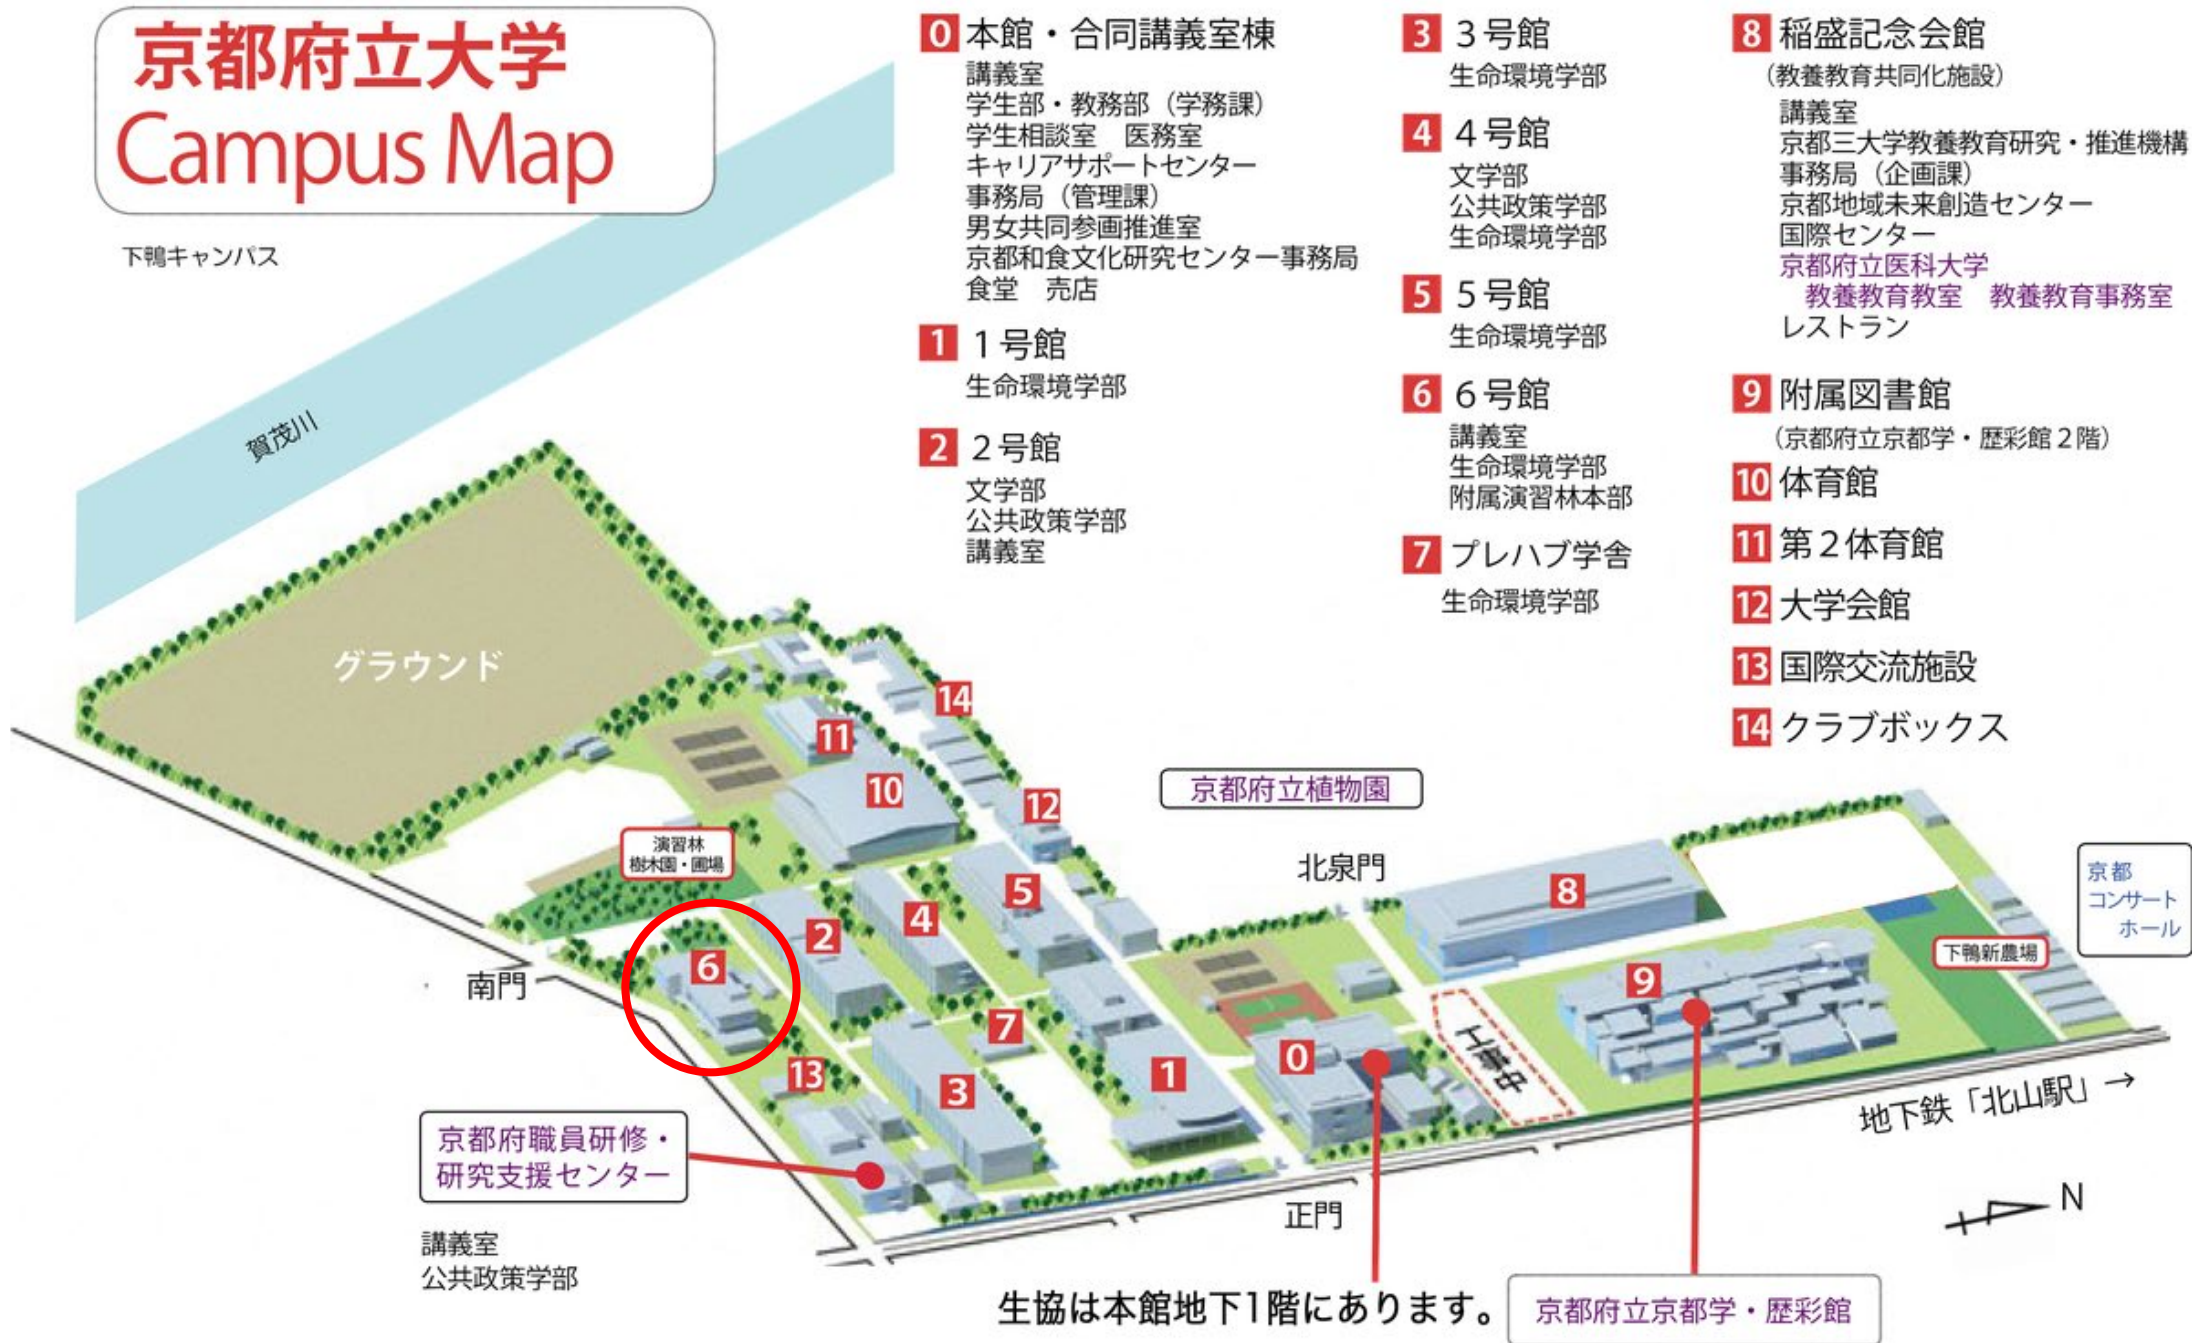 京都府立大学
Campus Map
下鴨キャンパス
0 本館・合同講義室棟
講義室
学生部・教務部（学務課）
学生相談室　医務室
キャリアサポートセンター
事務局（管理課）
男女共同参画推進室
京都和食文化研究センター事務局
食堂　売店
1 １号館
生命環境学部
2 ２号館
文学部
公共政策学部
講義室
3 ３号館
生命環境学部
4 ４号館
文学部
公共政策学部
生命環境学部
5 ５号館
生命環境学部
6 ６号館
講義室
生命環境学部
附属演習林本部
7 プレハブ学舎
生命環境学部
8 稲盛記念会館
（教養教育共同化施設）
講義室
京都三大学教養教育研究・推進機構
事務局（企画課）
京都地域未来創造センター
国際センター
京都府立医科大学
教養教育教室　教養教育事務室
レストラン
9 附属図書館
（京都府立京都学・歴彩館２階）
10 体育館
11 第２体育館
12 大学会館
13 国際交流施設
14 クラブボックス
賀茂川
グラウンド
14
11
10
12
京都府立植物園
演習林
樹木園・圃場
北泉門
京都
コンサート
ホール
5
8
4
2
6
9
下鴨新農場
南門
7
工事中
0
1
13
3
地下鉄「北山駅」→
京都府職員研修・
研究支援センター
N
正門
講義室
公共政策学部
生協は本館地下1階にあります。
京都府立京都学・歴彩館